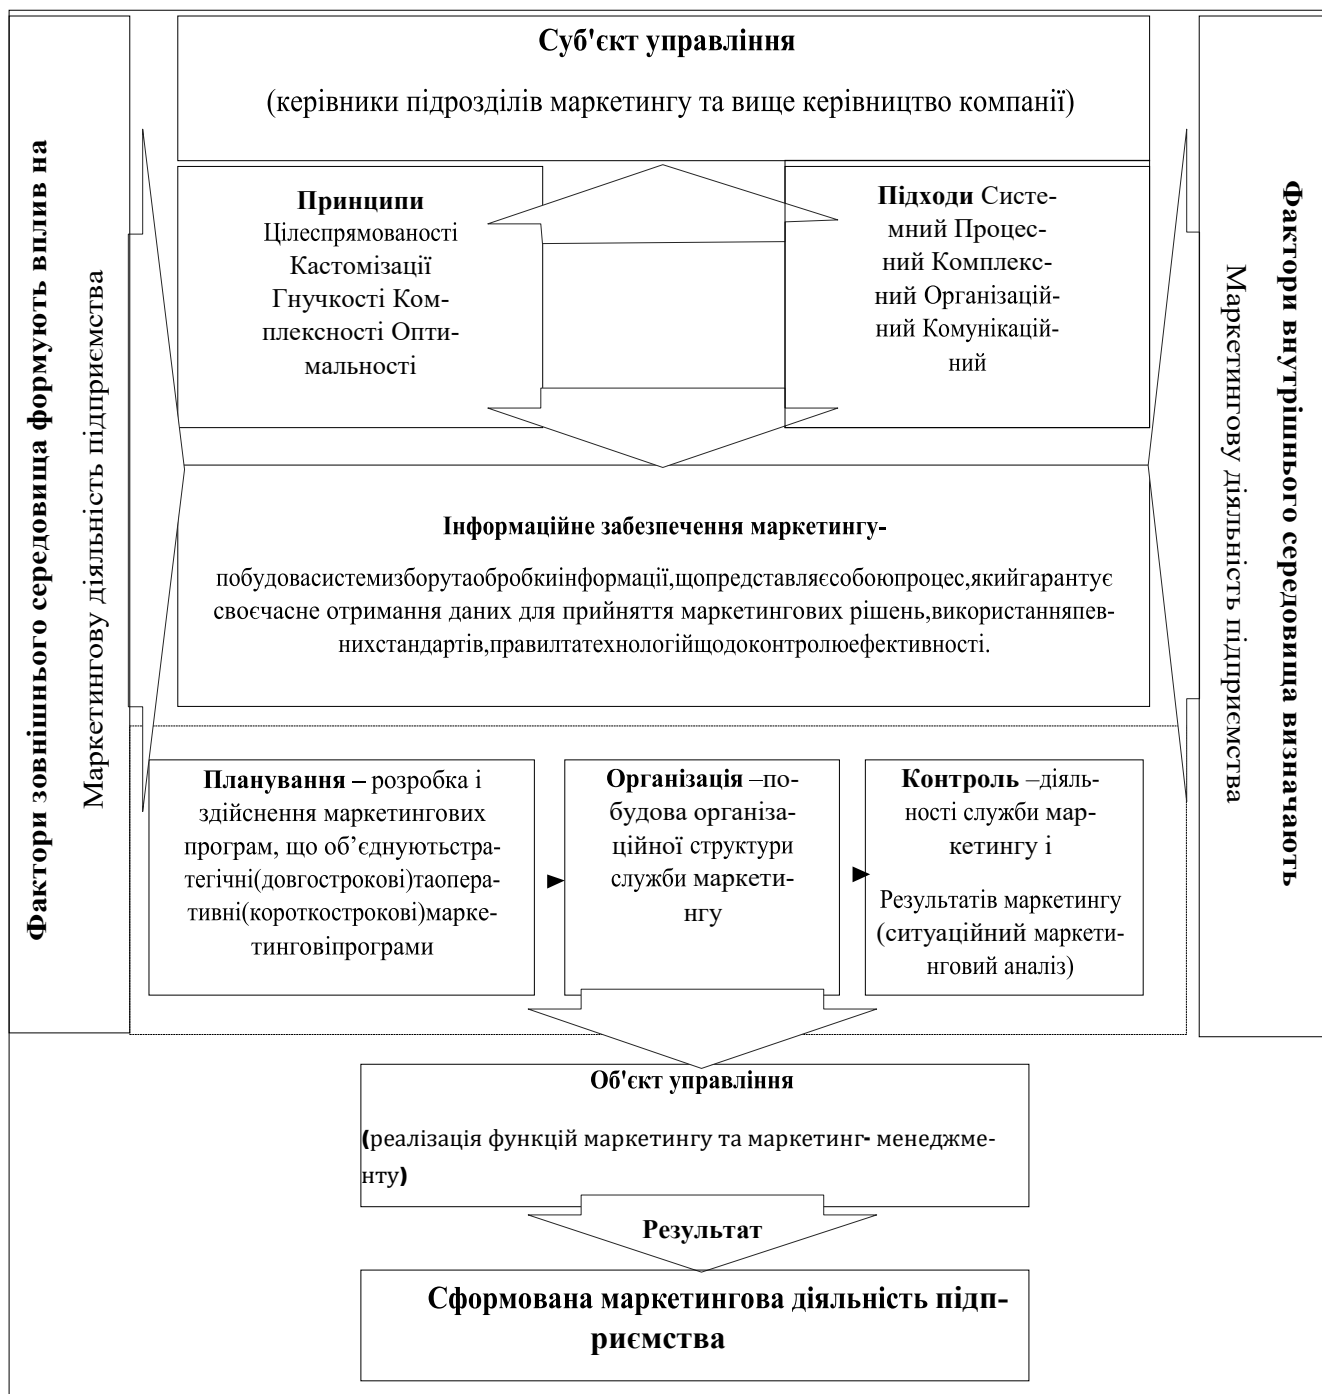 Суб'єкт управління
(керівники підрозділів маркетингу та вище керівництво компанії)
Фактори зовнішнього середовища формують вплив на
Маркетингову діяльність підприємства
Принципи
Цілеспрямованості
Кастомізації
Гнучкості Ком-
плексності Опти-
мальності
Підходи Систе-
мний Процес-
ний Комплекс-
ний Організацій-
ний Комунікацій-
ний
Фактори внутрішнього середовища визначають
Маркетингову діяльність підприємства
Інформаційне забезпечення маркетингу-
побудовасистемизборутаобробкиінформації,щопредставляєсобоюпроцес,якийгарантує
своєчасне отримання даних для прийняття маркетингових рішень,використанняпев-
нихстандартів,правилтатехнологійщодоконтролюефективності.
Планування – розробка і
здійснення маркетингових
програм, що об’єднуютьстра-
тегічні(довгострокові)таопера-
тивні(короткострокові)марке-
тинговіпрограми
Організація –по-
будова організа-
ційної структури
служби маркети-
нгу
Контроль –діяль-
ності служби мар-
кетингу і
Результатів маркетингу
(ситуаційний маркети-
нговий аналіз)
Об'єкт управління
(реалізація функцій маркетингу та маркетинг- менеджме-
нту)
Результат
Сформована маркетингова діяльність підп-
риємства